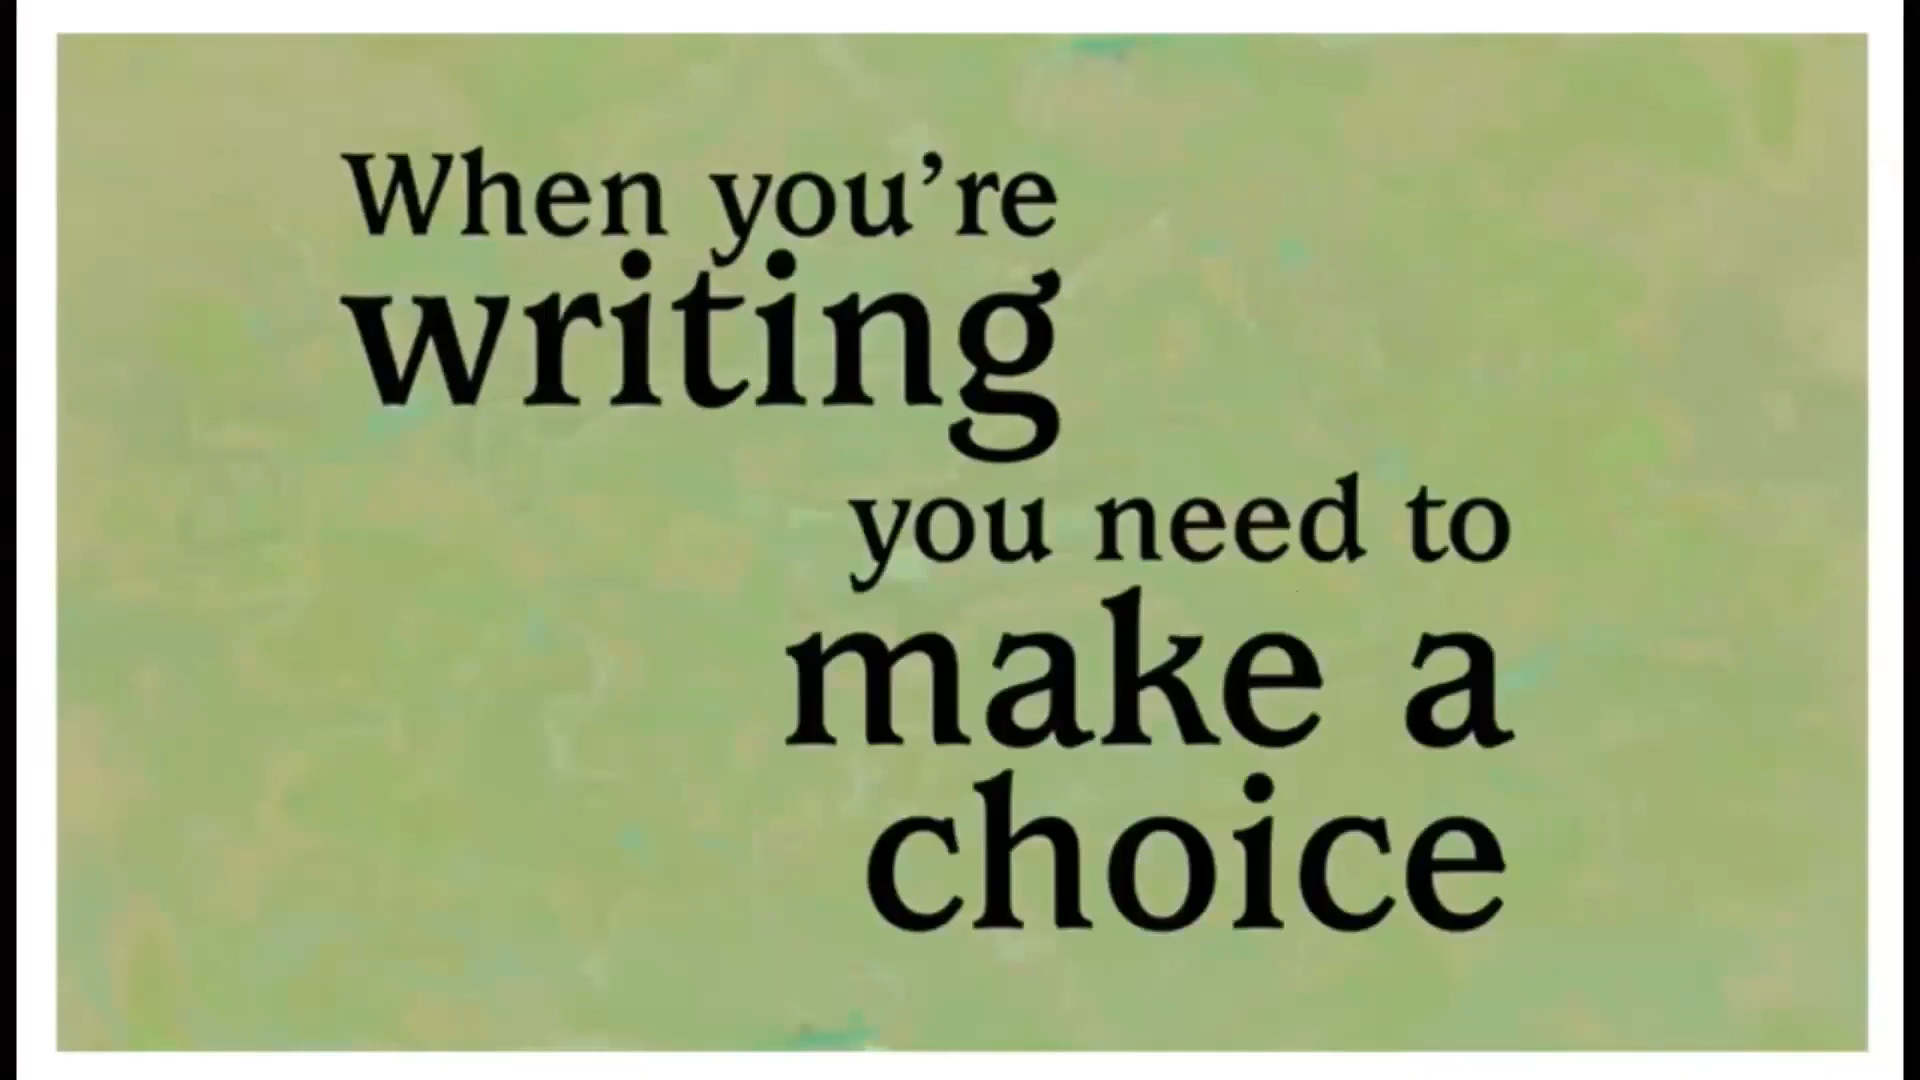 When you’re
writing
you need to
make a
choice